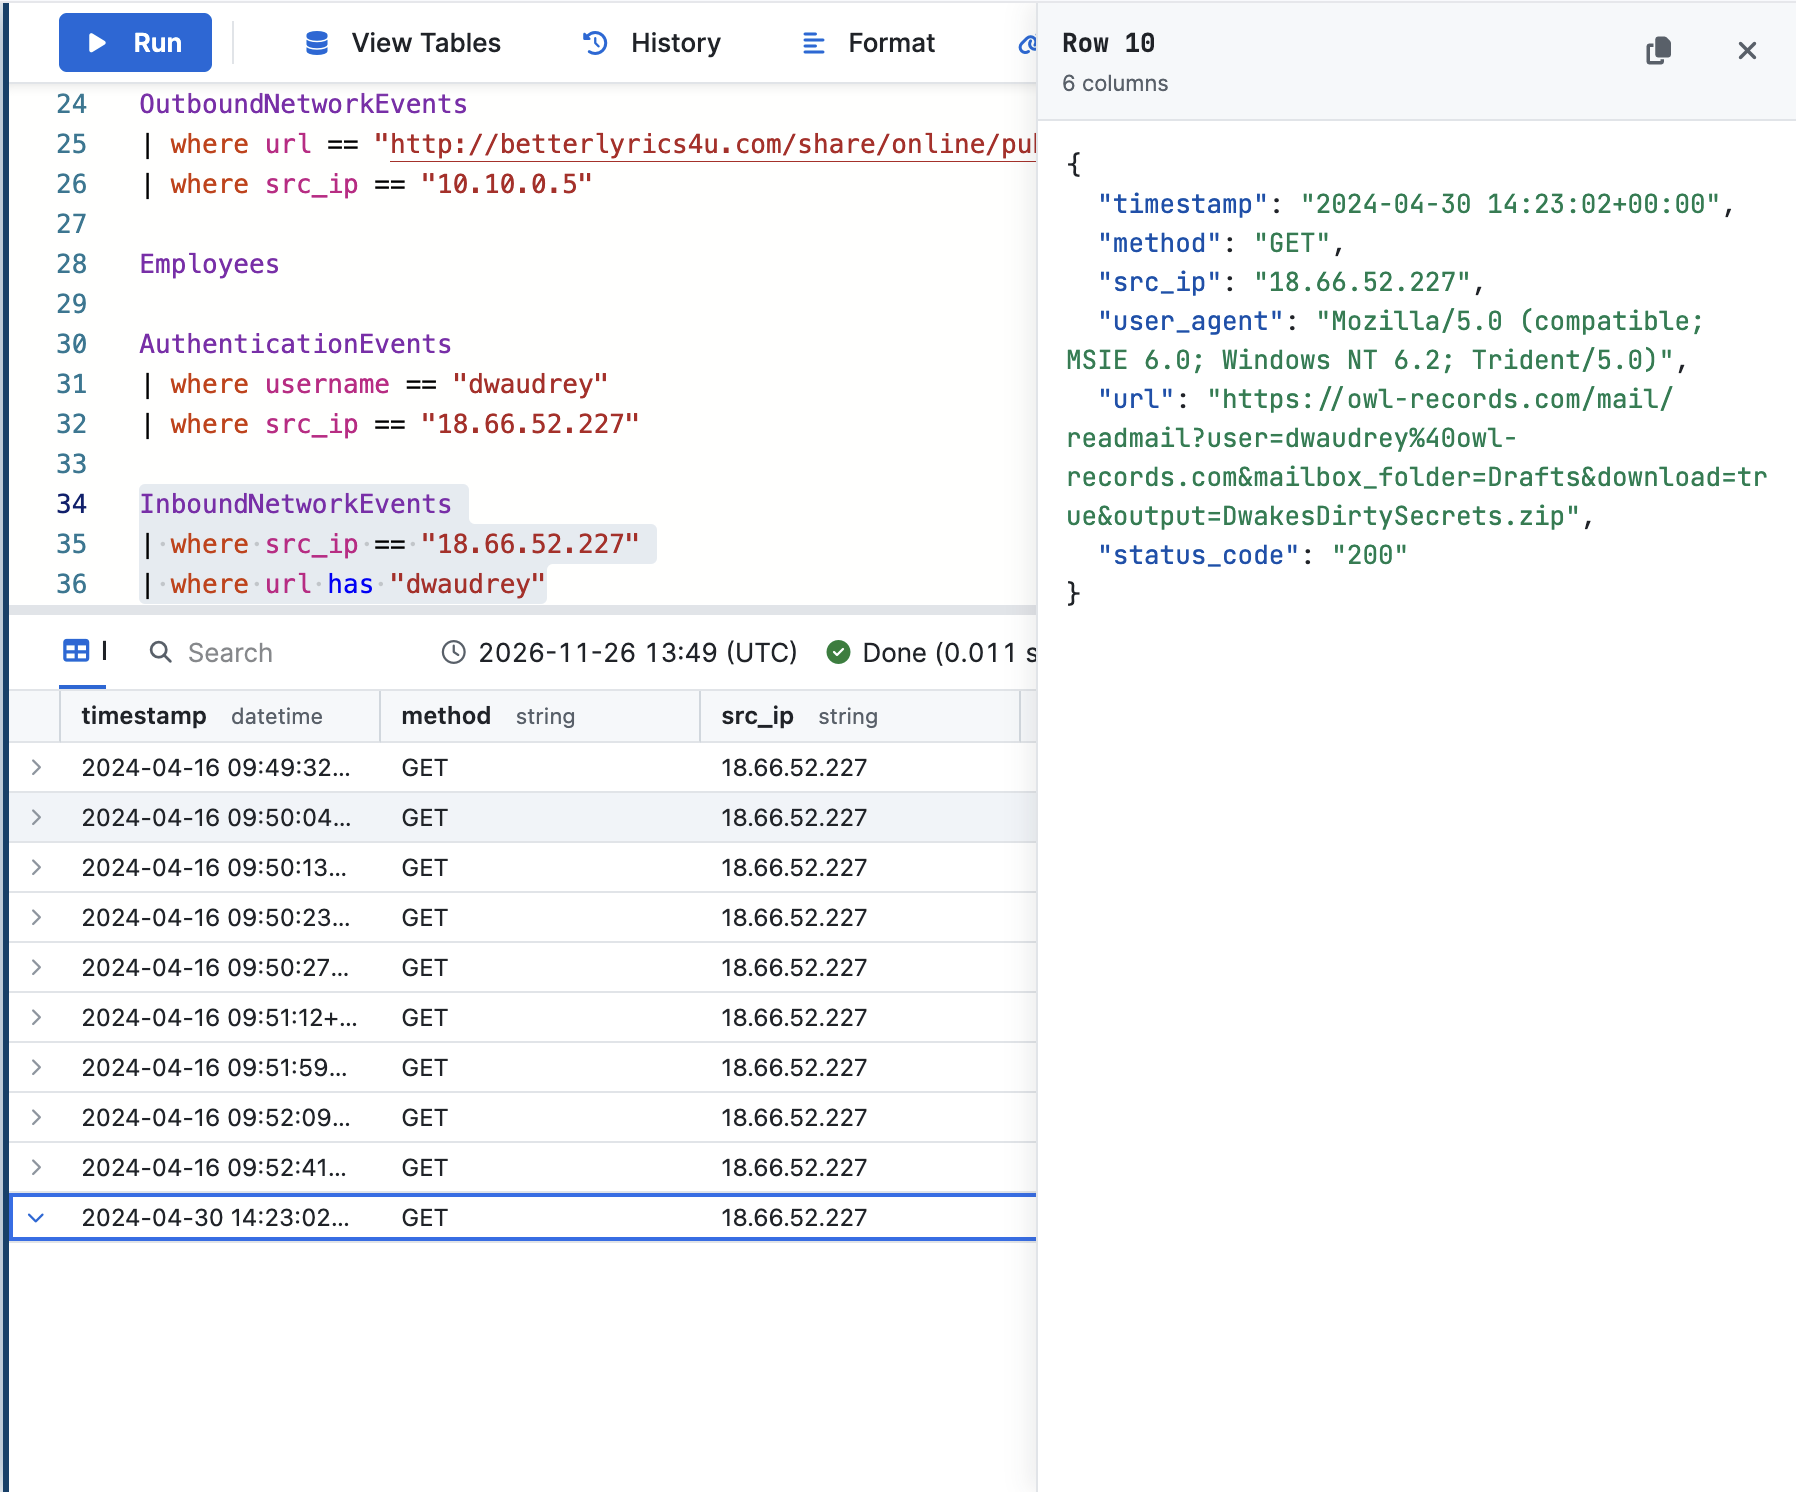 Run
View Tables
History
Format
24 OutboundNetworkEvents
25 | where url == "http://betterlyrics4u.com/share/online/pu
26 | where src_ip == "10.10.0.5"
27
28 Employees
29
30 AuthenticationEvents
31 | where username == "dwaudrey"
32 | where src_ip == "18.66.52.227"
33
34 InboundNetworkEvents
35 | where src_ip == "18.66.52.227"
36 | where url has "dwaudrey"
Search
2026-11-26 13:49 (UTC)
Done (0.011 s
timestamp datetime method string src_ip string
2024-04-16 09:49:32... GET 18.66.52.227
2024-04-16 09:50:04... GET 18.66.52.227
2024-04-16 09:50:13... GET 18.66.52.227
2024-04-16 09:50:23... GET 18.66.52.227
2024-04-16 09:50:27... GET 18.66.52.227
2024-04-16 09:51:12+... GET 18.66.52.227
2024-04-16 09:51:59... GET 18.66.52.227
2024-04-16 09:52:09... GET 18.66.52.227
2024-04-16 09:52:41... GET 18.66.52.227
2024-04-30 14:23:02... GET 18.66.52.227
Row 10
6 columns
{
"timestamp": "2024-04-30 14:23:02+00:00",
"method": "GET",
"src_ip": "18.66.52.227",
"user_agent": "Mozilla/5.0 (compatible;
MSIE 6.0; Windows NT 6.2; Trident/5.0)",
"url": "https://owl-records.com/mail/
readmail?user=dwaudrey%40owl-
records.com&mailbox_folder=Drafts&download=tr
ue&output=DwakesDirtySecrets.zip",
"status_code": "200"
}